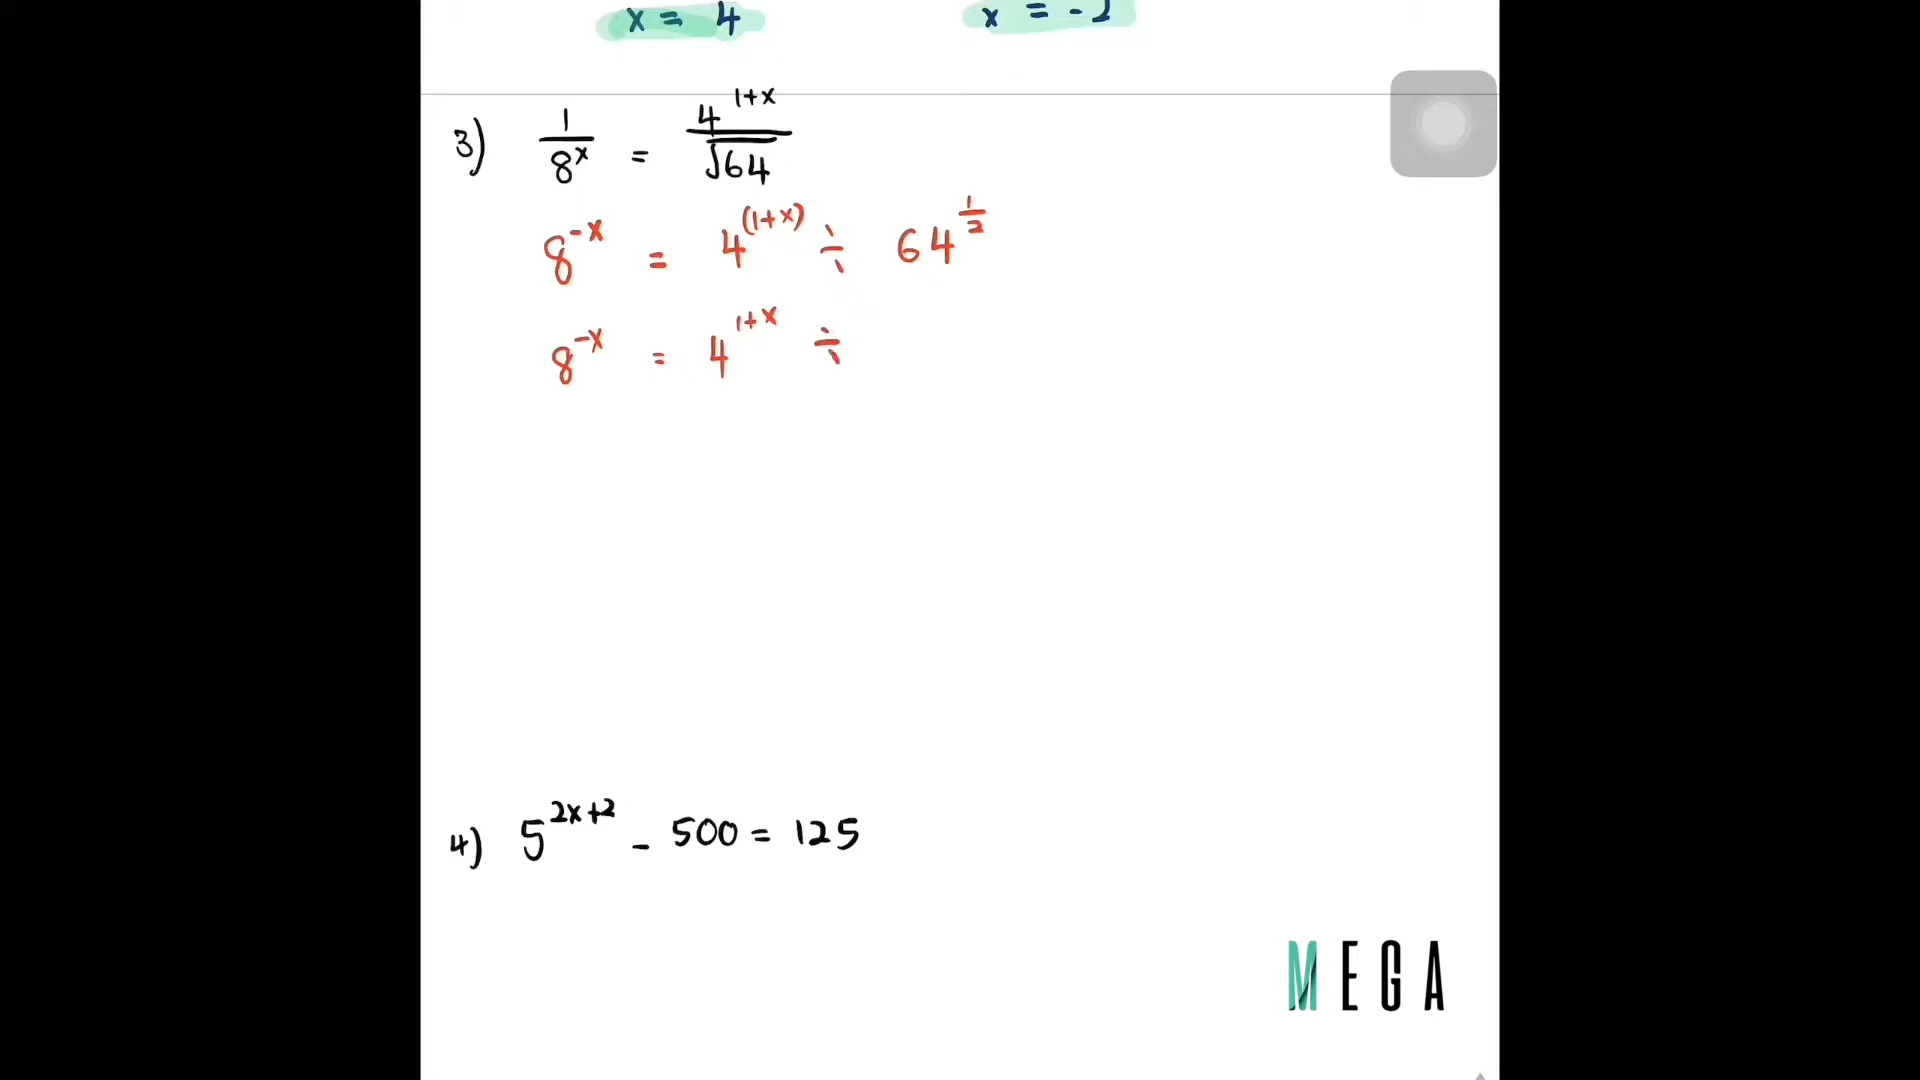 x = 4 x = -2
3) 1/8^x = 4^(1+x)/√64
8^-x = 4^(1+x) ÷ 64^1/2
8^-x = 4^1+x ÷
4) 5^2x+2 - 500 = 125
MEGA